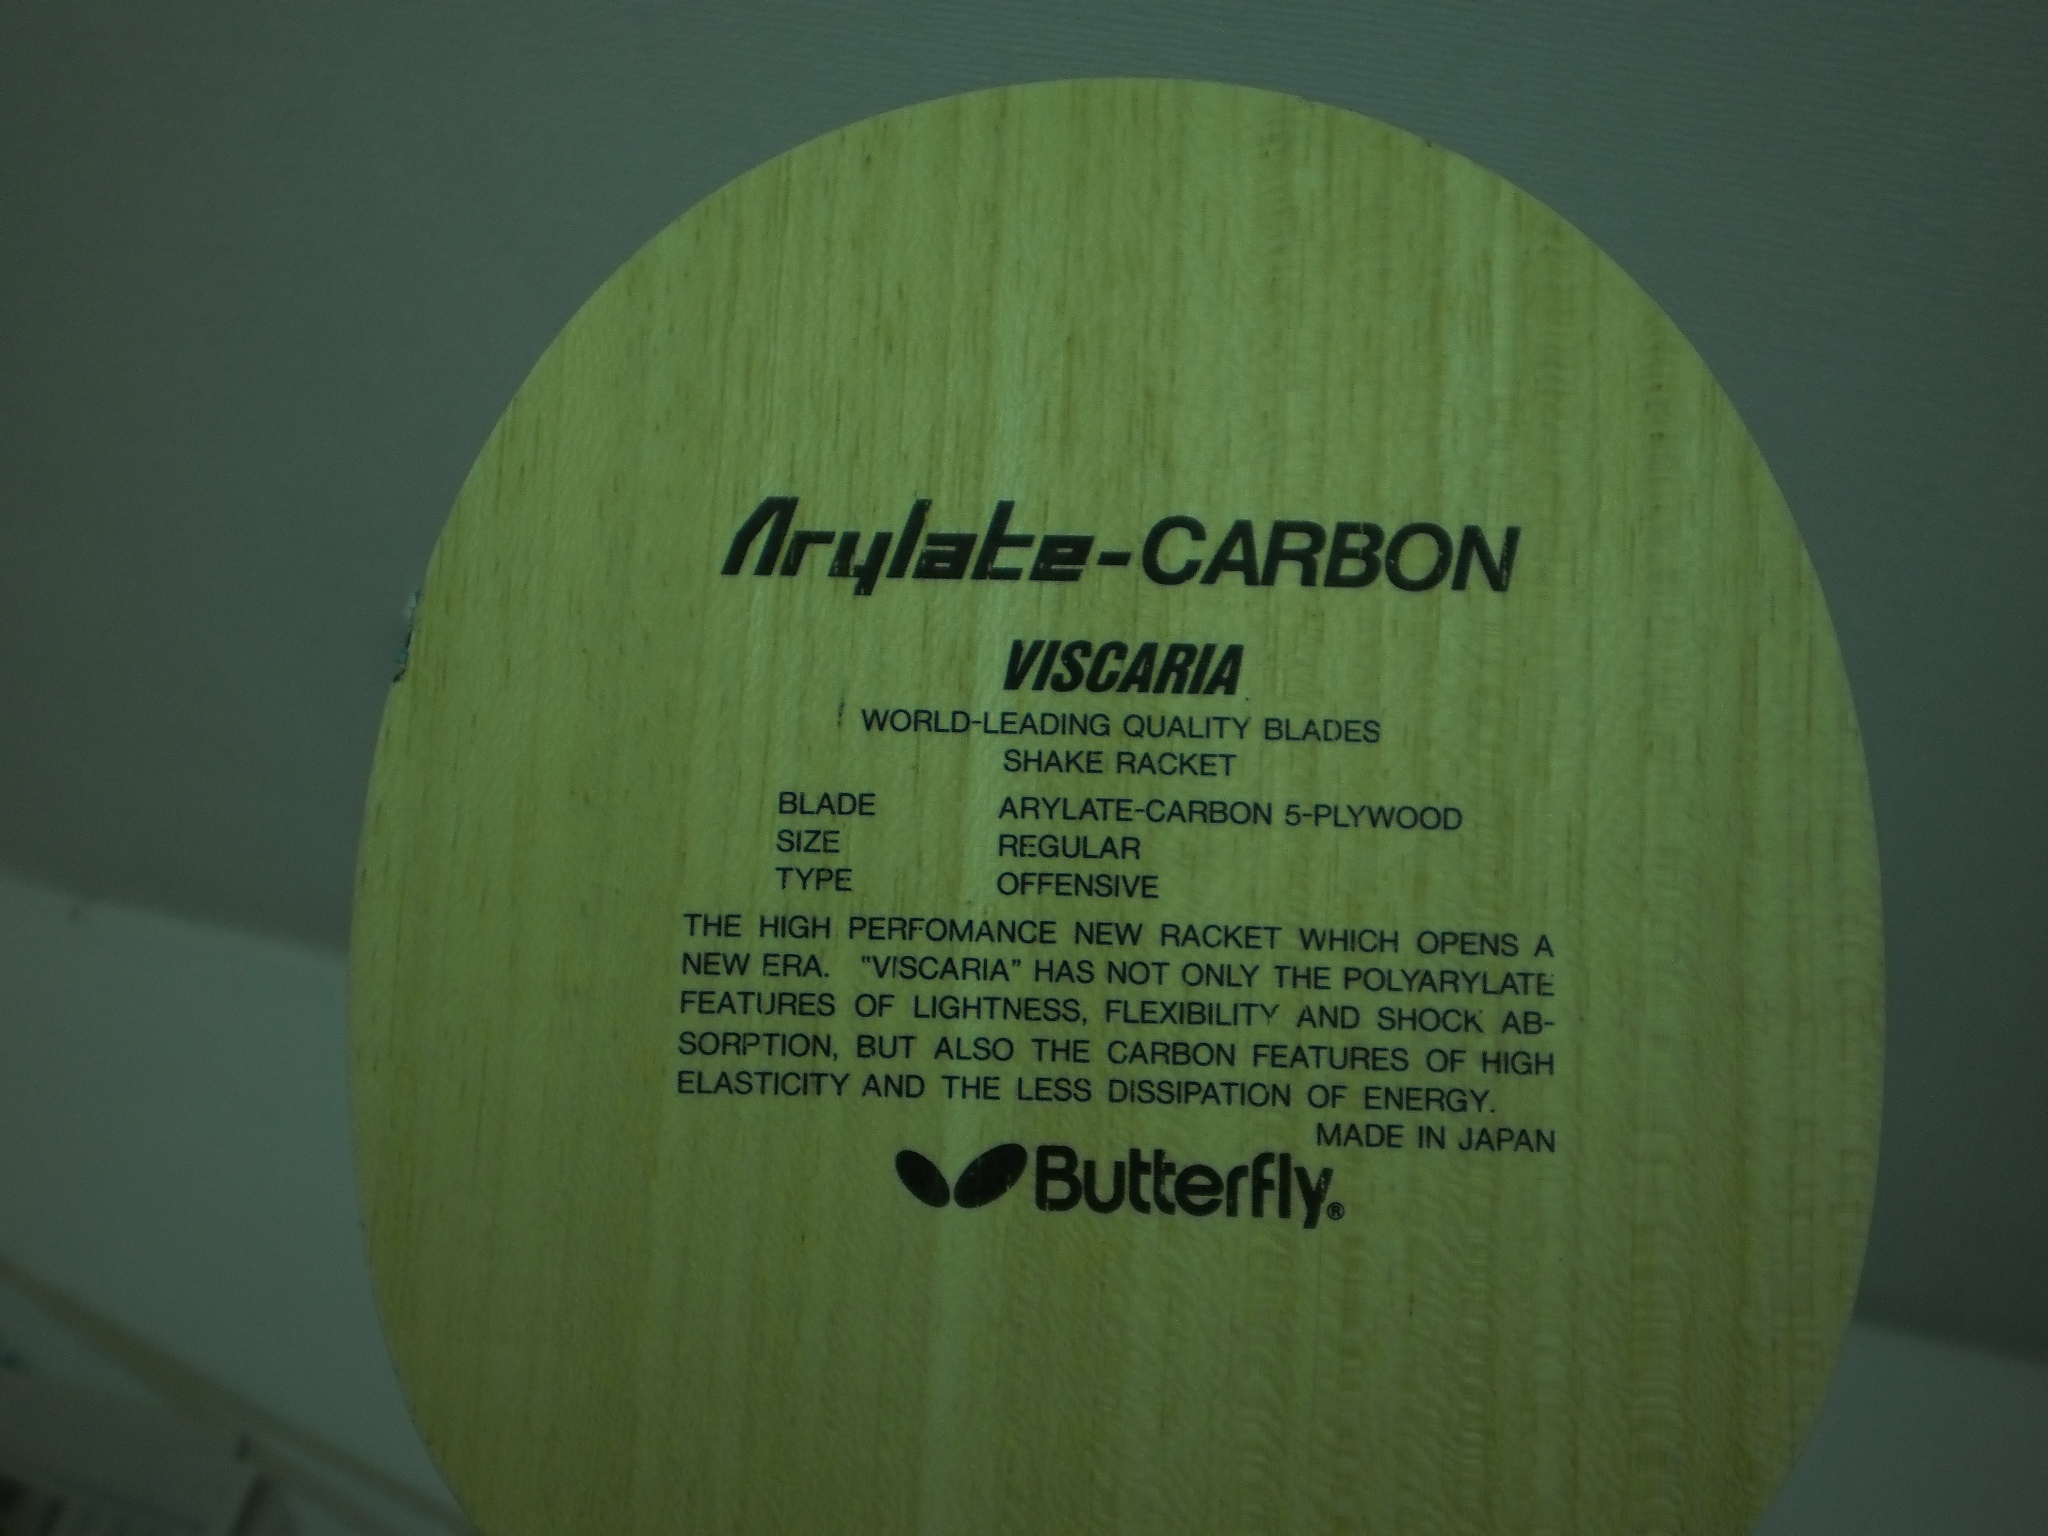 Arylate-CARBON
VISCARIA
WORLD-LEADING QUALITY BLADES
SHAKE RACKET
BLADE ARYLATE-CARBON 5-PLYWOOD
SIZE REGULAR
TYPE OFFENSIVE
THE HIGH PERFOMANCE NEW RACKET WHICH OPENS A
NEW ERA. "VISCARIA" HAS NOT ONLY THE POLYARYLATE
FEATURES OF LIGHTNESS, FLEXIBILITY AND SHOCK AB-
SORPTION, BUT ALSO THE CARBON FEATURES OF HIGH
ELASTICITY AND THE LESS DISSIPATION OF ENERGY.
MADE IN JAPAN
Butterfly®